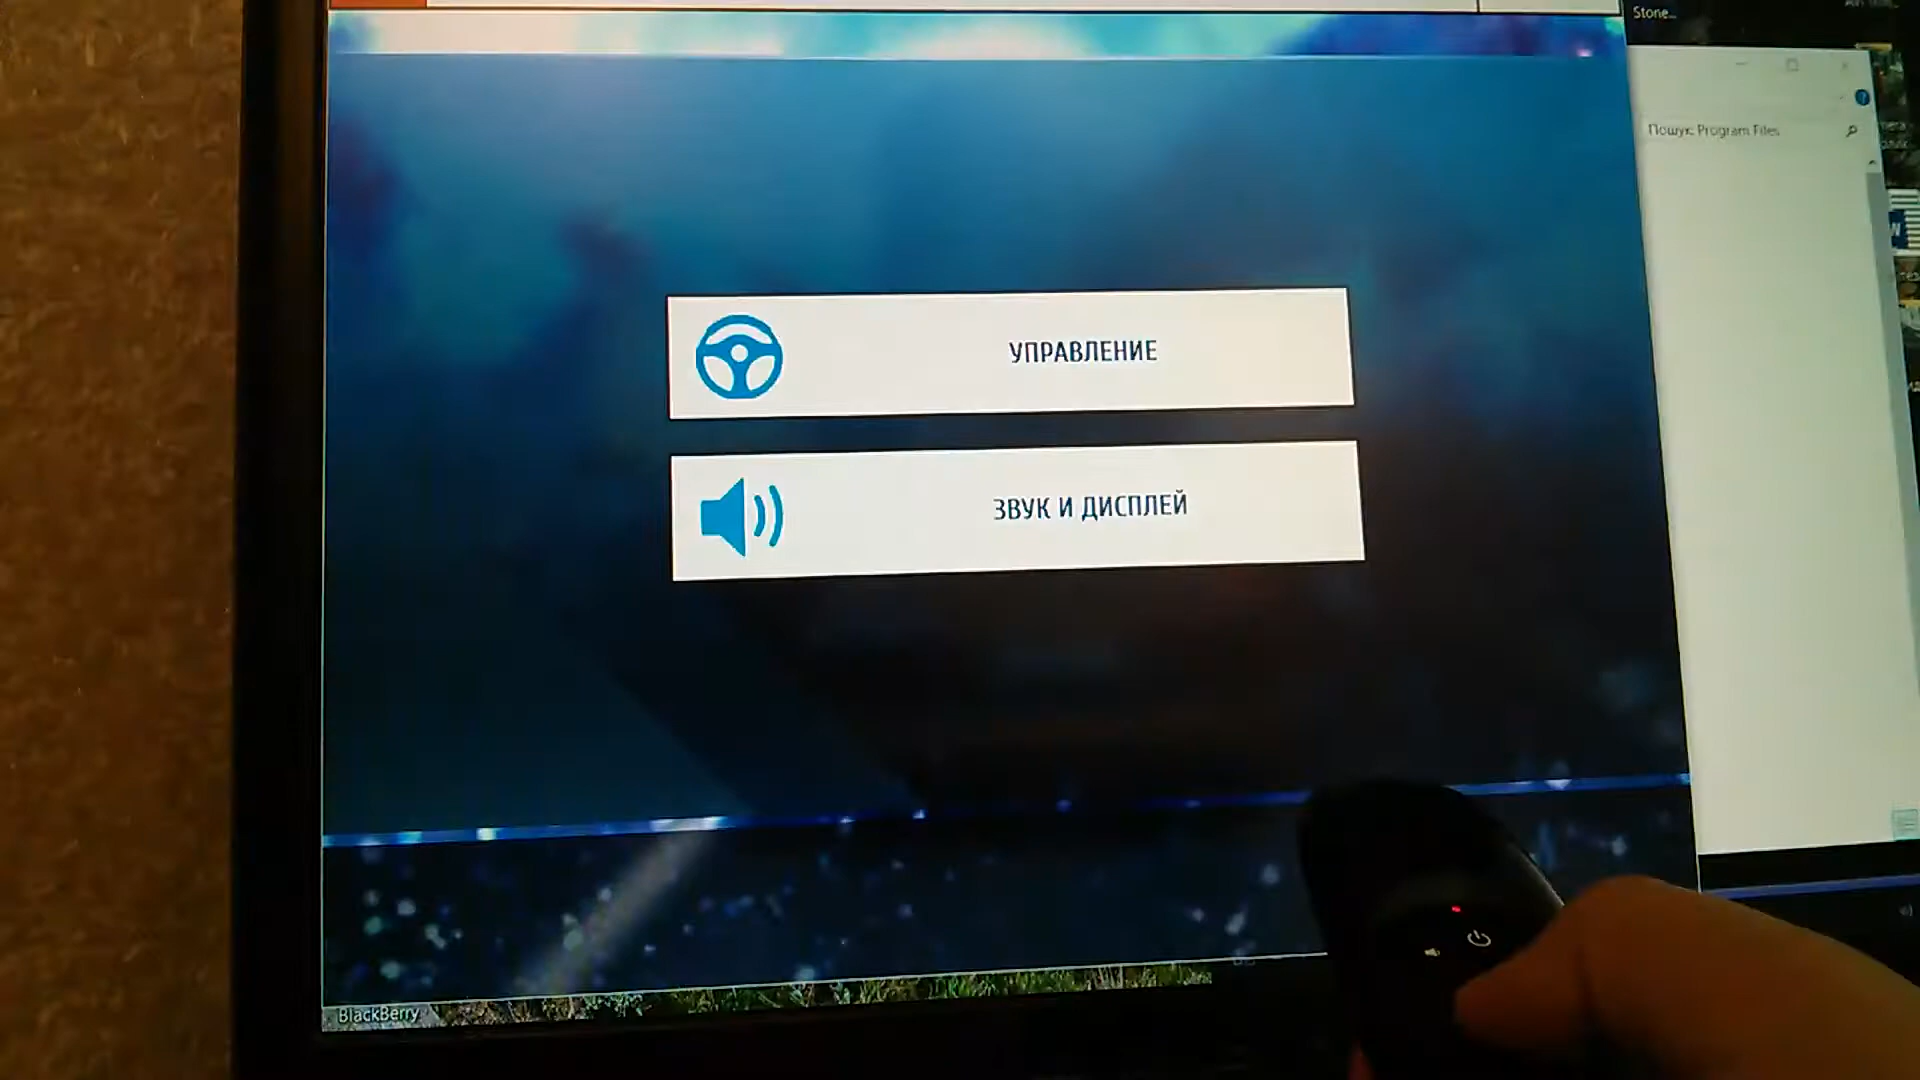 Stone...
Пошук: Program Files
УПРАВЛЕНИЕ
ЗВУК И ДИСПЛЕЙ
BlackBerry